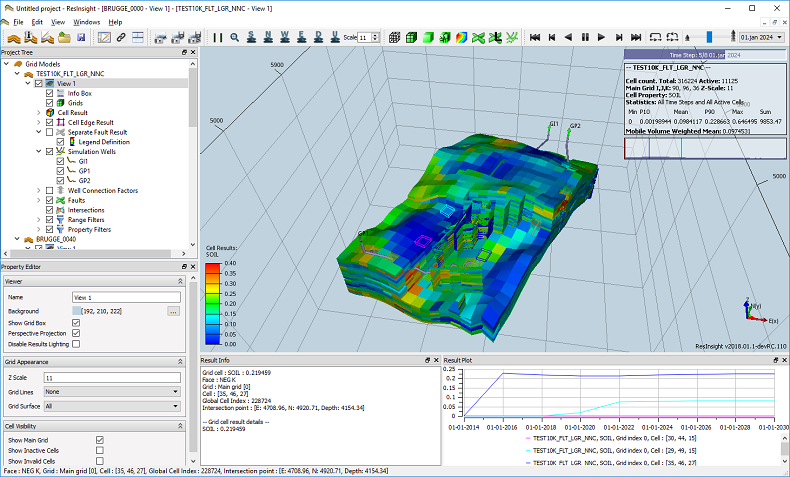 Untitled project - ResInsight - [BRUGGE_0000 - View 1] - [TEST10K_FLT_LGR_NNC - View 1]
File Edit View Windows Help
Scale 11
01.jan 2024
Project Tree
Grid Models
TEST10K_FLT_LGR_NNC
View 1
Info Box
Grids
Cell Result
Cell Edge Result
Separate Fault Result
Legend Definition
Simulation Wells
GI1
GP1
GP2
Well Connection Factors
Faults
Intersections
Range Filters
Property Filters
BRUGGE_0040
View 1
Property Editor
Viewer
Name View 1
Background [192, 210, 222] ...
Show Grid Box
Perspective Projection
Disable Results Lighting
Grid Appearance
Z Scale 11
Grid Lines None
Grid Surface All
Cell Visibility
Show Main Grid
Show Inactive Cells
Show Invalid Cells
5900
5000
5000
GI1
GP2
Time Step: 5/8 01.jan 2024
-- TEST10K_FLT_LGR_NNC --
Cell count. Total: 316224 Active: 11125
Main Grid I,J,K: 90, 96, 36 Z-Scale: 11
Cell Property: SOIL
Statistics: All Time Steps and All Active Cells
Min P10 Mean P90 Max Sum
0 0.00198944 0.0984117 0.228663 0.646495 9853.47
Mobile Volume Weighted Mean: 0.0974531
Cell Results:
SOIL
0.40
0.35
0.30
0.25
0.20
0.15
0.10
0.05
0.00
Z
N(y)
E(x)
ResInsight v2018.01.1-devRC.110
Result Info
Grid cell : SOIL : 0.219459
Face : NEG K
Grid : Main grid [0]
Cell : [35, 46, 27]
Global Cell Index : 228724
Intersection point : [E: 4708.96, N: 4920.71, Depth: 4154.34]
-- Grid cell result details --
SOIL : 0.219459
Result Plot
0.25
0.2
0.15
0.1
0.05
0
01-01-2014 01-01-2016 01-01-2018 01-01-2020 01-01-2022 01-01-2024 01-01-2026 01-01-2028 01-01-2030
TEST10K_FLT_LGR_NNC, SOIL, Grid index 0, Cell : [30, 44, 15]
TEST10K_FLT_LGR_NNC, SOIL, Grid index 0, Cell : [29, 49, 15]
TEST10K_FLT_LGR_NNC, SOIL, Grid index 0, Cell : [35, 46, 27]
Face : NEG K, Grid : Main grid [0], Cell : [35, 46, 27], Global Cell Index : 228724, Intersection point : [E: 4708.96, N: 4920.71, Depth: 4154.34]